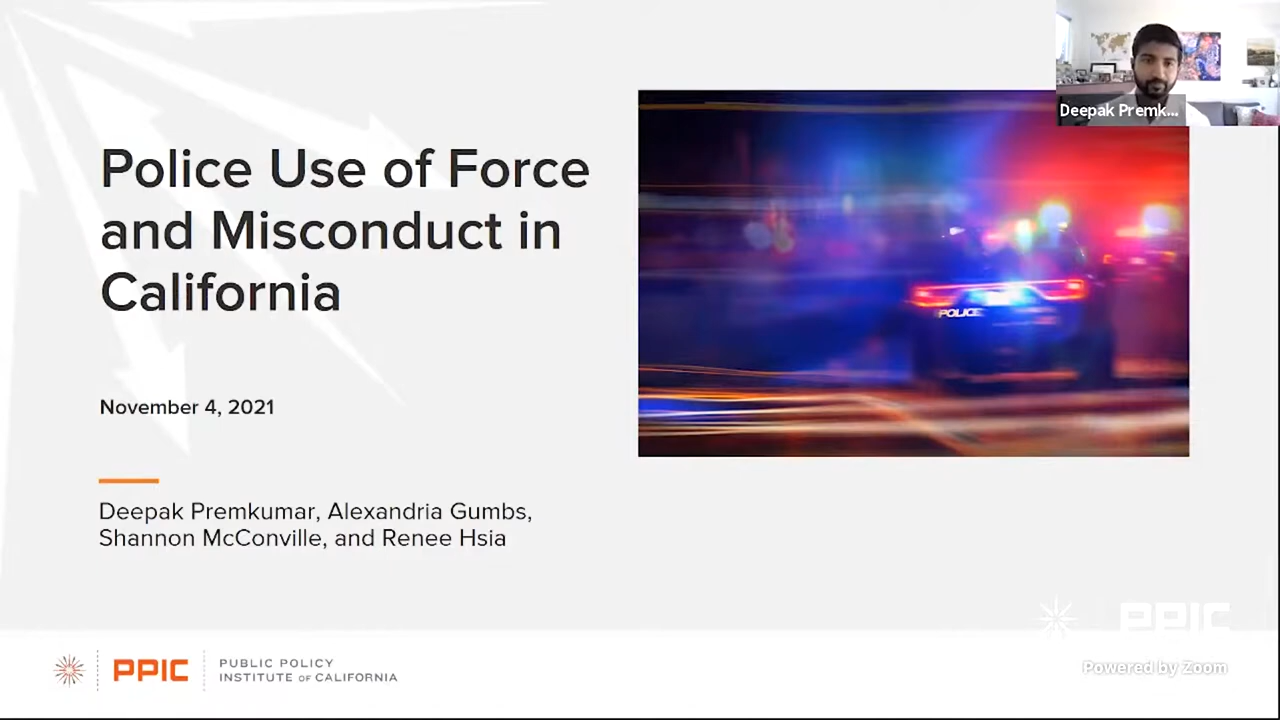 Deepak Premk...
Police Use of Force
and Misconduct in
California
POLICE
November 4, 2021
Deepak Premkumar, Alexandria Gumbs,
Shannon McConville, and Renee Hsia
PPIC
Powered by Zoom
PPIC
PUBLIC POLICY
INSTITUTE OF CALIFORNIA